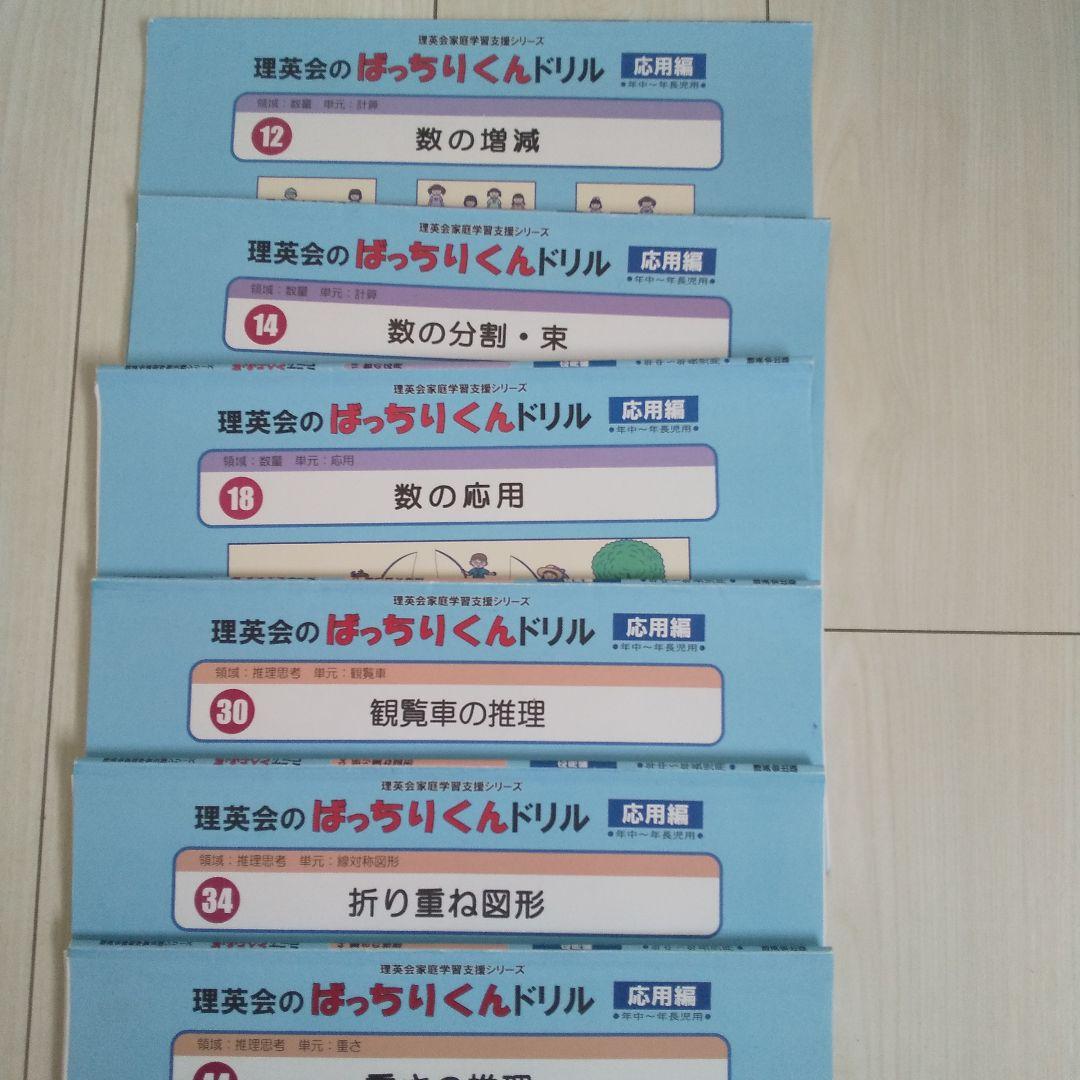 理英会家庭学習支援シリーズ
理英会の ばっちりくんドリル 応用編
●年中～年長児用●
領域：数量 単元：計算
12 数の増減
理英会家庭学習支援シリーズ
理英会の ばっちりくんドリル 応用編
●年中～年長児用●
領域：数量 単元：計算
14 数の分割・束
理英会家庭学習支援シリーズ
理英会の ばっちりくんドリル 応用編
●年中～年長児用●
領域：数量 単元：応用
18 数の応用
理英会家庭学習支援シリーズ
理英会の ばっちりくんドリル 応用編
●年中～年長児用●
領域：推理思考 単元：観覧車
30 観覧車の推理
理英会家庭学習支援シリーズ
理英会の ばっちりくんドリル 応用編
●年中～年長児用●
領域：推理思考 単元：線対称図形
34 折り重ね図形
理英会家庭学習支援シリーズ
理英会の ばっちりくんドリル 応用編
●年中～年長児用●
領域：推理思考 単元：重さ
44 重さの推理